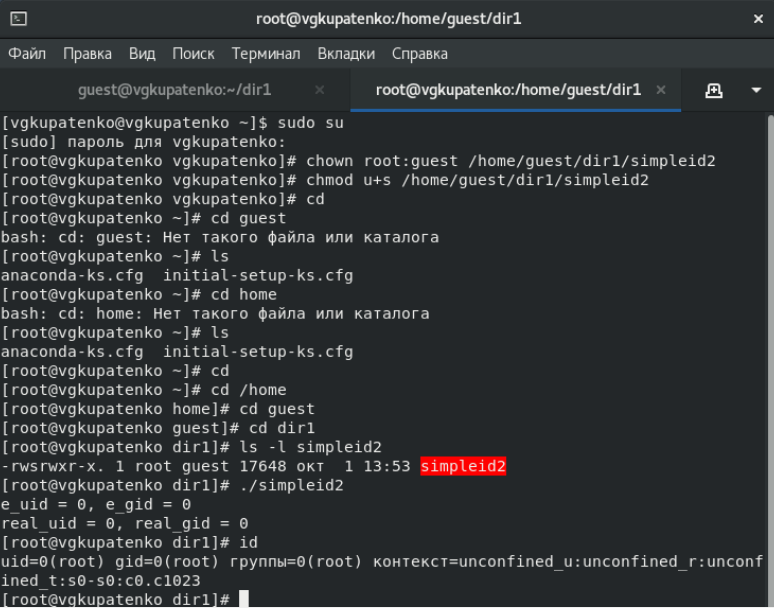 root@vgkupatenko:/home/guest/dir1
Файл Правка Вид Поиск Терминал Вкладки Справка
guest@vgkupatenko:~/dir1
root@vgkupatenko:/home/guest/dir1
[vgkupatenko@vgkupatenko ~]$ sudo su
[sudo] пароль для vgkupatenko:
[root@vgkupatenko vgkupatenko]# chown root:guest /home/guest/dir1/simpleid2
[root@vgkupatenko vgkupatenko]# chmod u+s /home/guest/dir1/simpleid2
[root@vgkupatenko vgkupatenko]# cd
[root@vgkupatenko ~]# cd guest
bash: cd: guest: Нет такого файла или каталога
[root@vgkupatenko ~]# ls
anaconda-ks.cfg  initial-setup-ks.cfg
[root@vgkupatenko ~]# cd home
bash: cd: home: Нет такого файла или каталога
[root@vgkupatenko ~]# ls
anaconda-ks.cfg  initial-setup-ks.cfg
[root@vgkupatenko ~]# cd
[root@vgkupatenko ~]# cd /home
[root@vgkupatenko home]# cd guest
[root@vgkupatenko guest]# cd dir1
[root@vgkupatenko dir1]# ls -l simpleid2
-rwsrwxr-x. 1 root guest 17648 окт  1 13:53 simpleid2
[root@vgkupatenko dir1]# ./simpleid2
e_uid = 0, e_gid = 0
real_uid = 0, real_gid = 0
[root@vgkupatenko dir1]# id
uid=0(root) gid=0(root) группы=0(root) контекст=unconfined_u:unconfined_r:unconf
ined_t:s0-s0:c0.c1023
[root@vgkupatenko dir1]#